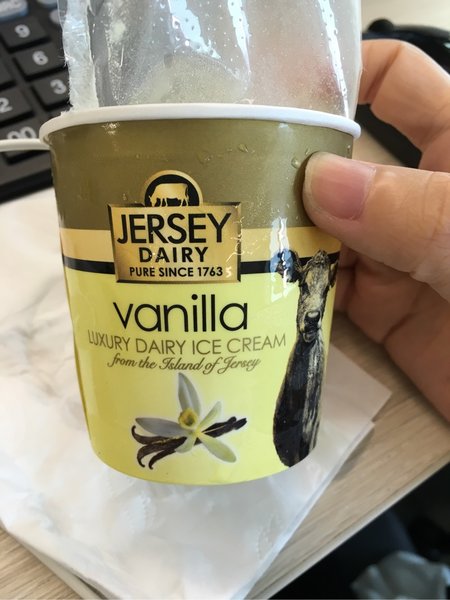 JERSEY
DAIRY
PURE SINCE 1763
vanilla
LUXURY DAIRY ICE CREAM
from the Island of Jersey